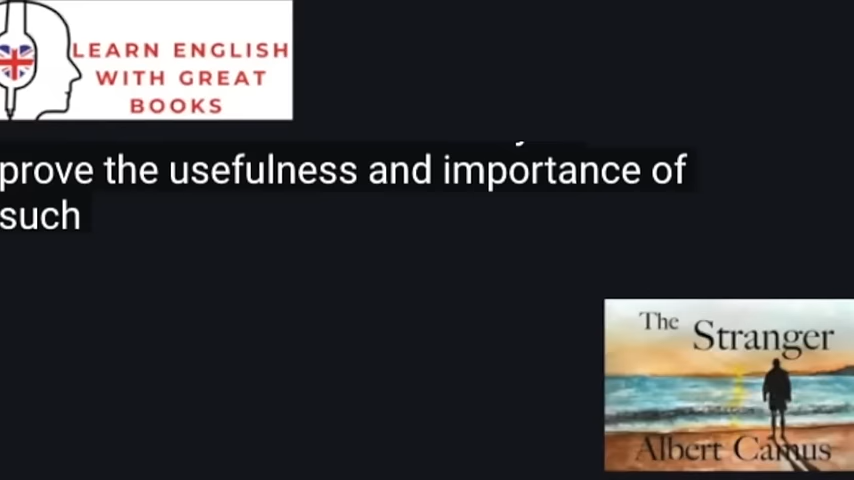 LEARN ENGLISH
WITH GREAT
BOOKS
prove the usefulness and importance of
such
The Stranger
Albert Camus